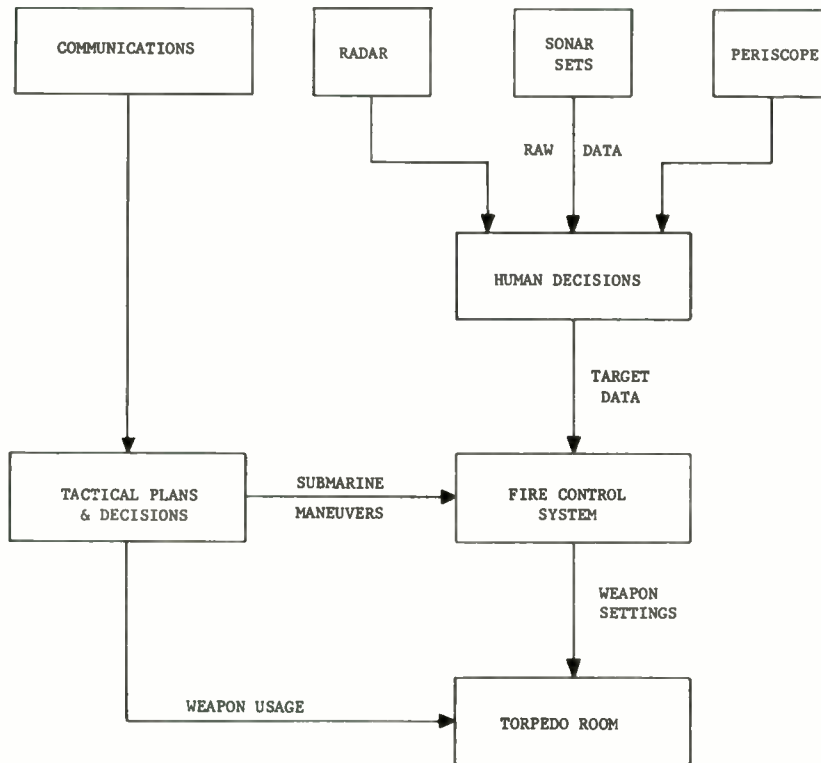 COMMUNICATIONS
RADAR
SONAR
SETS
PERISCOPE
RAW DATA
HUMAN DECISIONS
TARGET
DATA
TACTICAL PLANS
& DECISIONS
SUBMARINE
MANEUVERS
FIRE CONTROL
SYSTEM
WEAPON
SETTINGS
WEAPON USAGE
TORPEDO ROOM